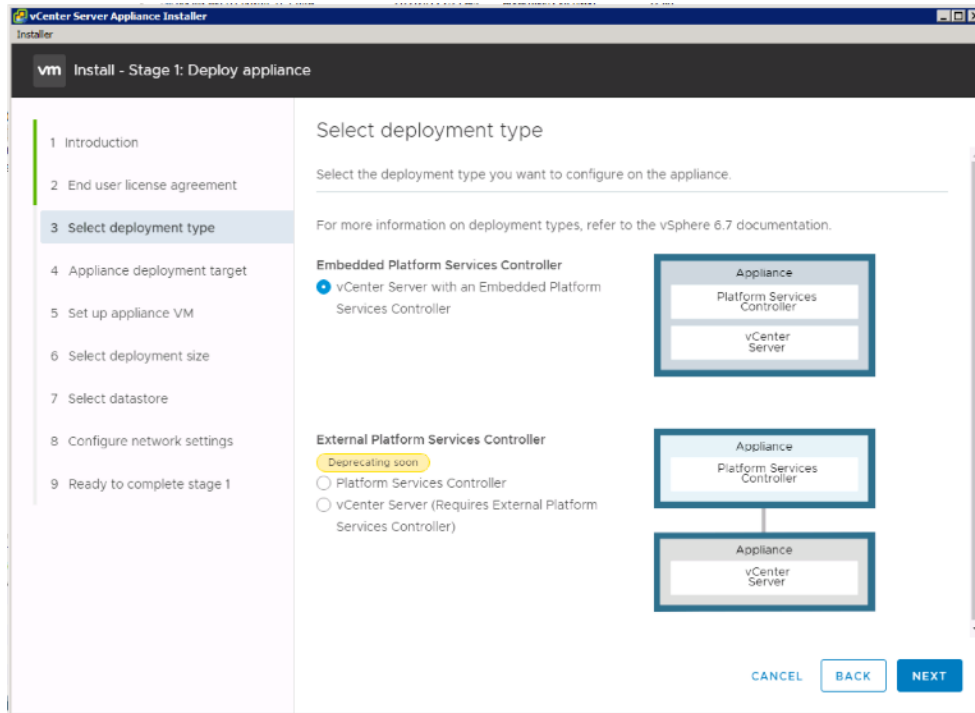 vCenter Server Appliance Installer
Installer
vm Install - Stage 1: Deploy appliance
1 Introduction
2 End user license agreement
3 Select deployment type
4 Appliance deployment target
5 Set up appliance VM
6 Select deployment size
7 Select datastore
8 Configure network settings
9 Ready to complete stage 1
Select deployment type
Select the deployment type you want to configure on the appliance.
For more information on deployment types, refer to the vSphere 6.7 documentation.
Embedded Platform Services Controller
vCenter Server with an Embedded Platform
Services Controller
Appliance
Platform Services
Controller
vCenter
Server
External Platform Services Controller
Deprecating soon
Platform Services Controller
vCenter Server (Requires External Platform
Services Controller)
Appliance
Platform Services
Controller
Appliance
vCenter
Server
CANCEL
BACK
NEXT